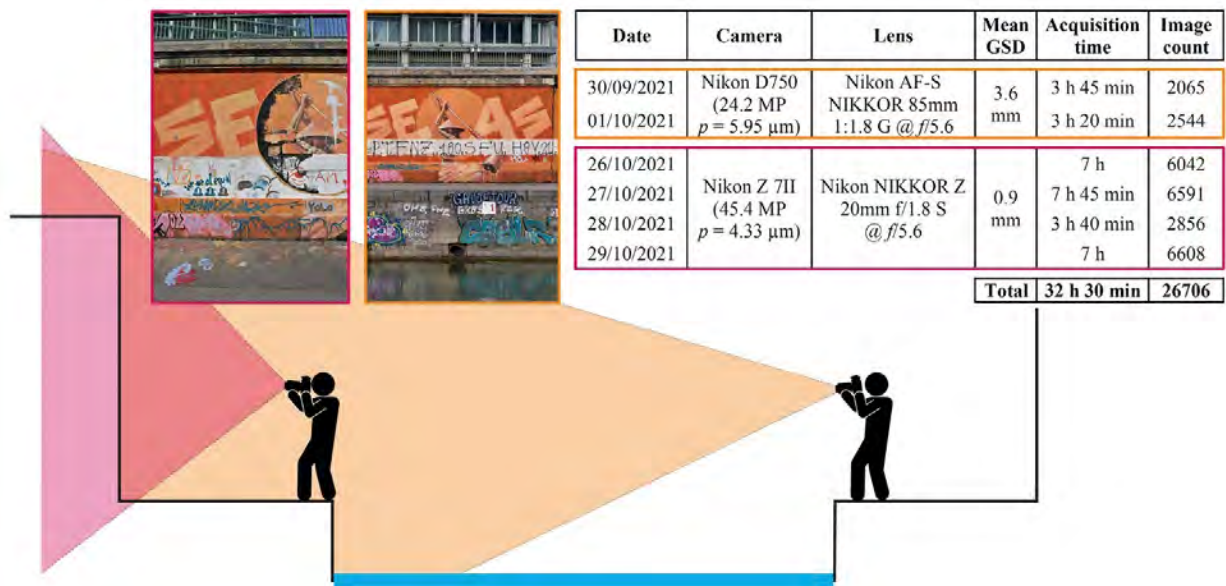 Date Camera Lens Mean GSD Acquisition time Image count
30/09/2021 Nikon D750 (24.2 MP p = 5.95 µm) Nikon AF-S NIKKOR 85mm 1:1.8 G @ f/5.6 3.6 mm 3 h 45 min 2065
01/10/2021 3 h 20 min 2544
26/10/2021 Nikon Z 7II (45.4 MP p = 4.33 µm) Nikon NIKKOR Z 20mm f/1.8 S @ f/5.6 0.9 mm 7 h 6042
27/10/2021 7 h 45 min 6591
28/10/2021 3 h 40 min 2856
29/10/2021 7 h 6608
Total 32 h 30 min 26706
SE
SE AS
YOLO